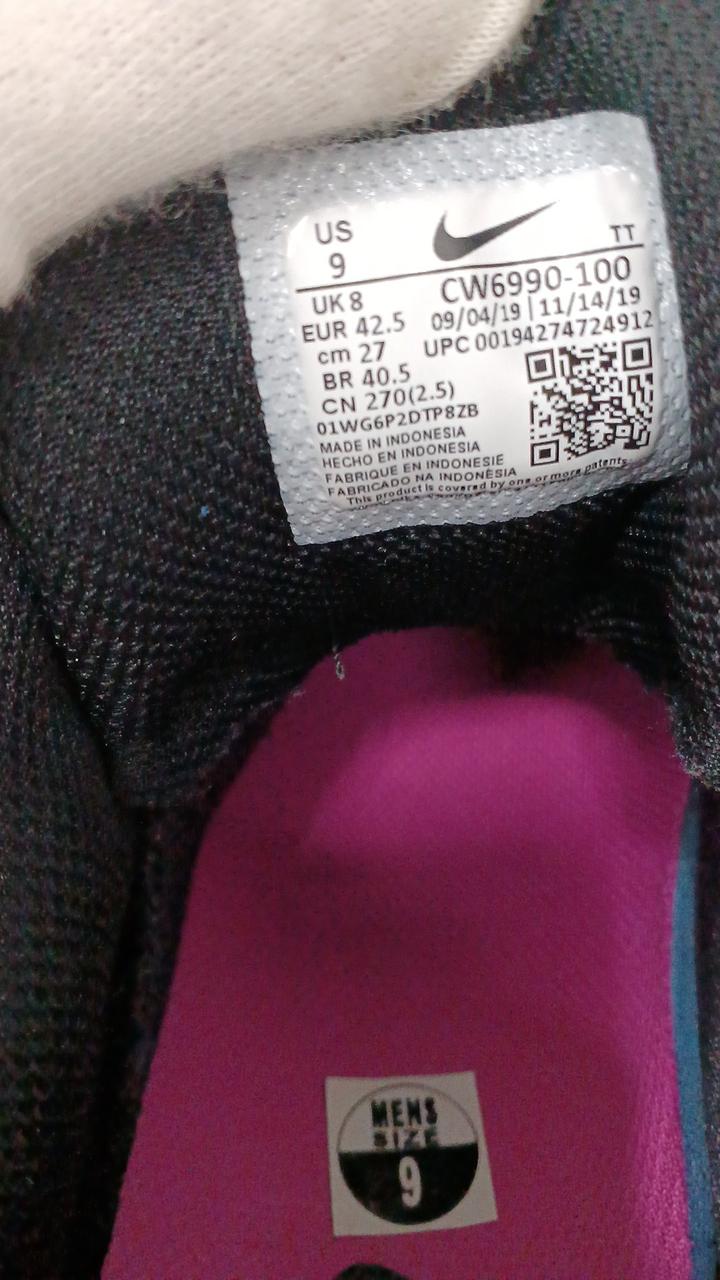 US
9
TT
UK 8
EUR 42.5
cm 27
BR 40.5
CN 270(2.5)
CW6990-100
09/04/19 | 11/14/19
UPC 00194274724912
01WG6P2DTP8ZB
MADE IN INDONESIA
HECHO EN INDONESIA
FABRIQUE EN INDONESIE
FABRICADO NA INDONÉSIA
This product is covered by one or more patents.
MENS
SIZE
9